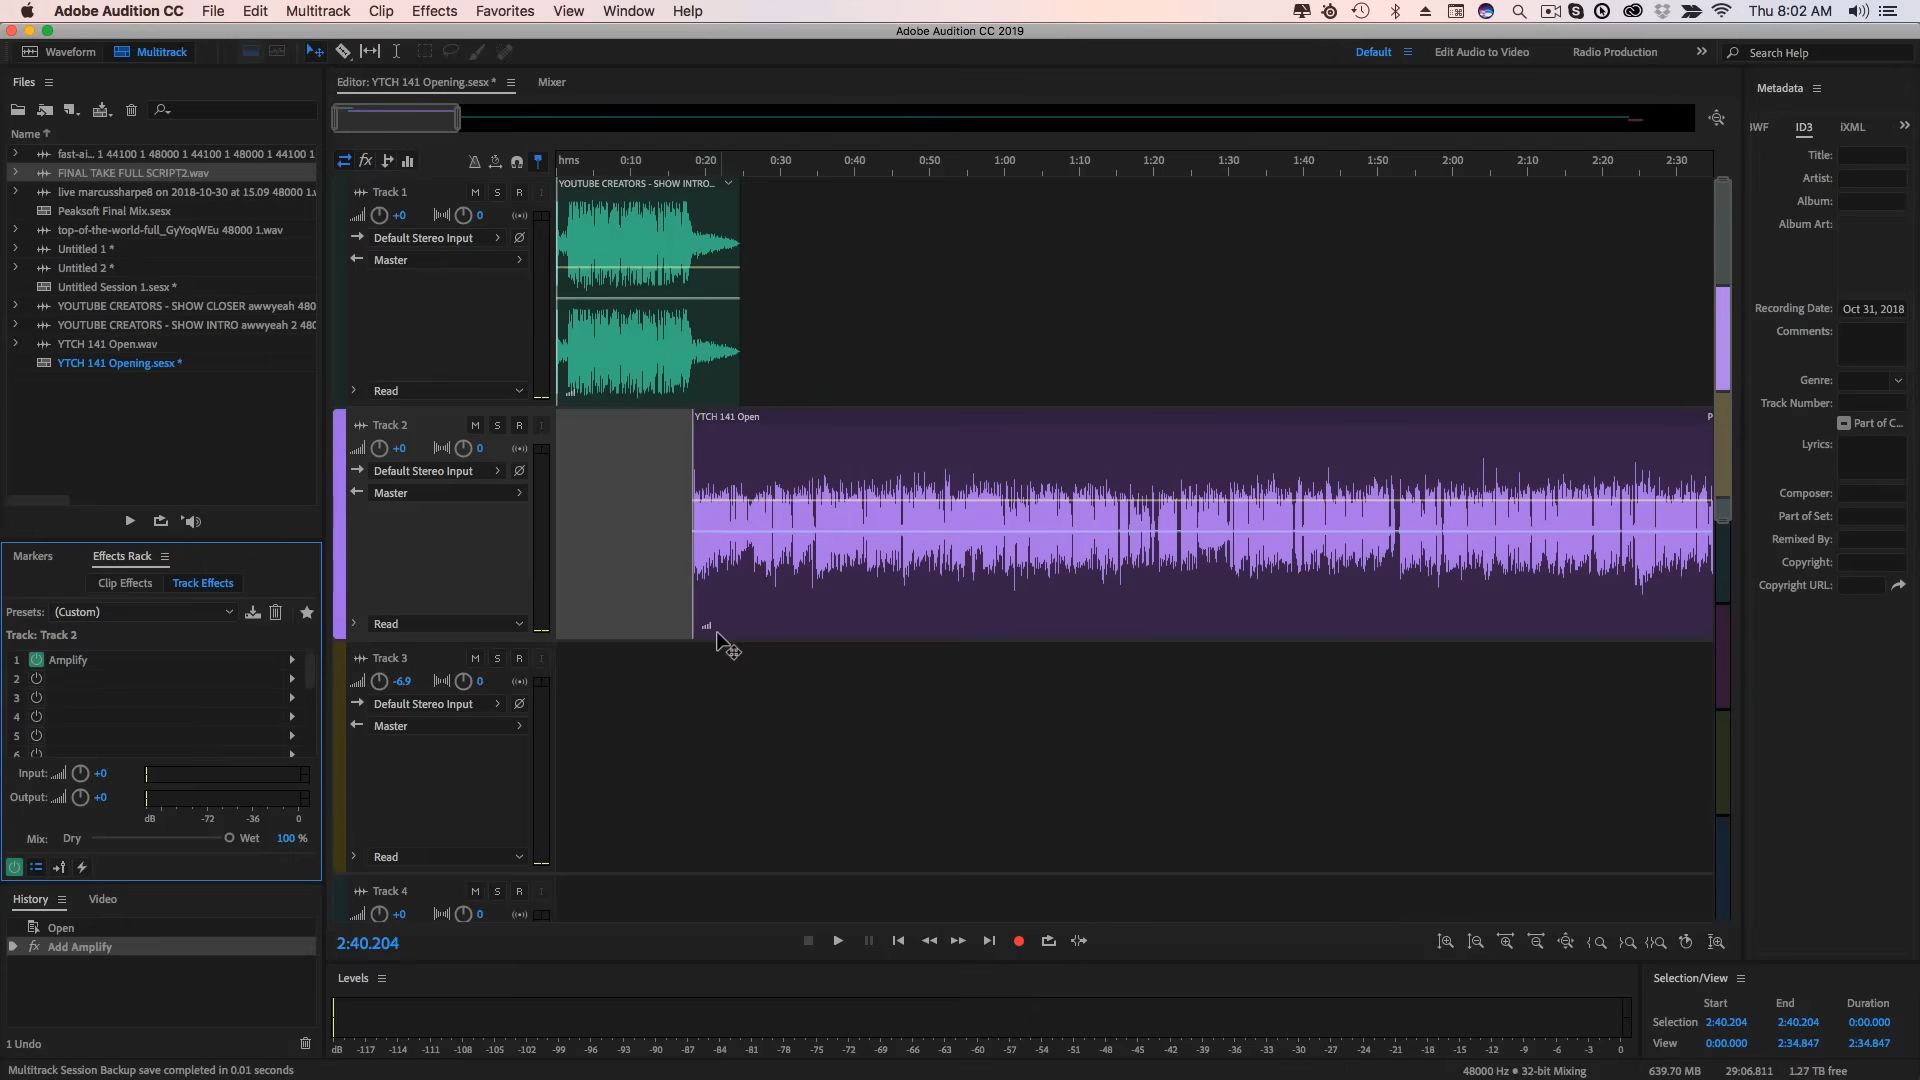 Adobe Audition CC File Edit Multitrack Clip Effects Favorites View Window Help
Thu 8:02 AM
Adobe Audition CC 2019
Waveform Multitrack
Default Edit Audio to Video Radio Production Search Help
Files
Name
fast-ai... 1 44100 1 48000 1 44100 1 48000 1 44100 1
FINAL TAKE FULL SCRIPT2.wav
live marcussharpe8 on 2018-10-30 at 15.09 48000 1.
Peaksoft Final Mix.sesx
top-of-the-world-full_GyYoqWEu 48000 1.wav
Untitled 1 *
Untitled 2 *
Untitled Session 1.sesx *
YOUTUBE CREATORS - SHOW CLOSER awwyeah 480
YOUTUBE CREATORS - SHOW INTRO awwyeah 2 480
YTCH 141 Open.wav
YTCH 141 Opening.sesx *
Markers Effects Rack
Clip Effects Track Effects
Presets: (Custom)
Track: Track 2
1 Amplify
2
3
4
5
6
Input: +0
Output: +0
dB -72 -36 0
Mix: Dry Wet 100 %
History Video
Open
fx Add Amplify
1 Undo
Multitrack Session Backup save completed in 0.01 seconds
Editor: YTCH 141 Opening.sesx * Mixer
fx
hms 0:10 0:20 0:30 0:40 0:50 1:00 1:10 1:20 1:30 1:40 1:50 2:00 2:10 2:20 2:30
Track 1 M S R I
+0 0
Default Stereo Input
Master
Read
YOUTUBE CREATORS - SHOW INTRO...
Track 2 M S R I
+0 0
Default Stereo Input
Master
Read
YTCH 141 Open
P
Track 3 M S R I
-6.9 0
Default Stereo Input
Master
Read
Track 4 M S R I
+0 0
2:40.204
Levels
dB -117 -114 -111 -108 -105 -102 -99 -96 -93 -90 -87 -84 -81 -78 -75 -72 -69 -66 -63 -60 -57 -54 -51 -48 -45 -42 -39 -36 -33 -30 -27 -24 -21 -18 -15 -12 -9 -6 -3 0
Metadata
BWF ID3 iXML
Title:
Artist:
Album:
Album Art:
Recording Date: Oct 31, 2018
Comments:
Genre:
Track Number:
Part of C...
Lyrics:
Composer:
Part of Set:
Remixed By:
Copyright:
Copyright URL:
Selection/View
Start End Duration
Selection 2:40.204 2:40.204 0:00.000
View 0:00.000 2:34.847 2:34.847
48000 Hz • 32-bit Mixing 639.70 MB 29:06.811 1.27 TB free